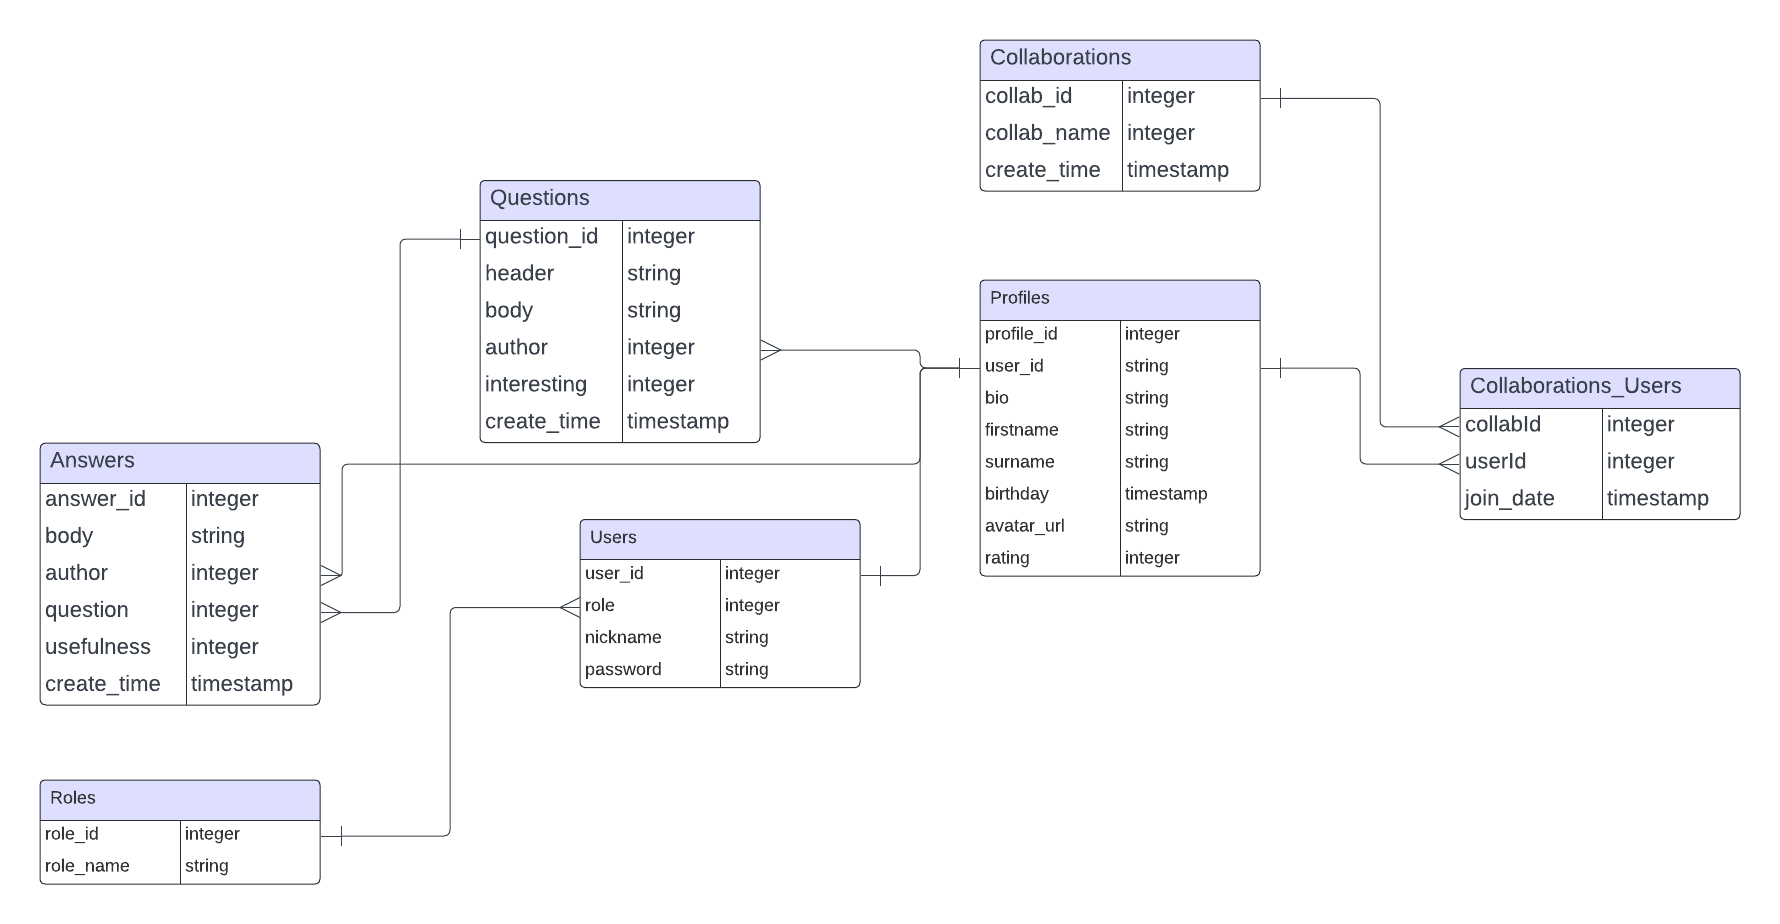 Collaborations
collab_id integer
collab_name integer
create_time timestamp
Questions
question_id integer
header string
body string
author integer
interesting integer
create_time timestamp
Profiles
profile_id integer
user_id string
bio string
firstname string
surname string
birthday timestamp
avatar_url string
rating integer
Collaborations_Users
collabId integer
userId integer
join_date timestamp
Answers
answer_id integer
body string
author integer
question integer
usefulness integer
create_time timestamp
Users
user_id integer
role integer
nickname string
password string
Roles
role_id integer
role_name string